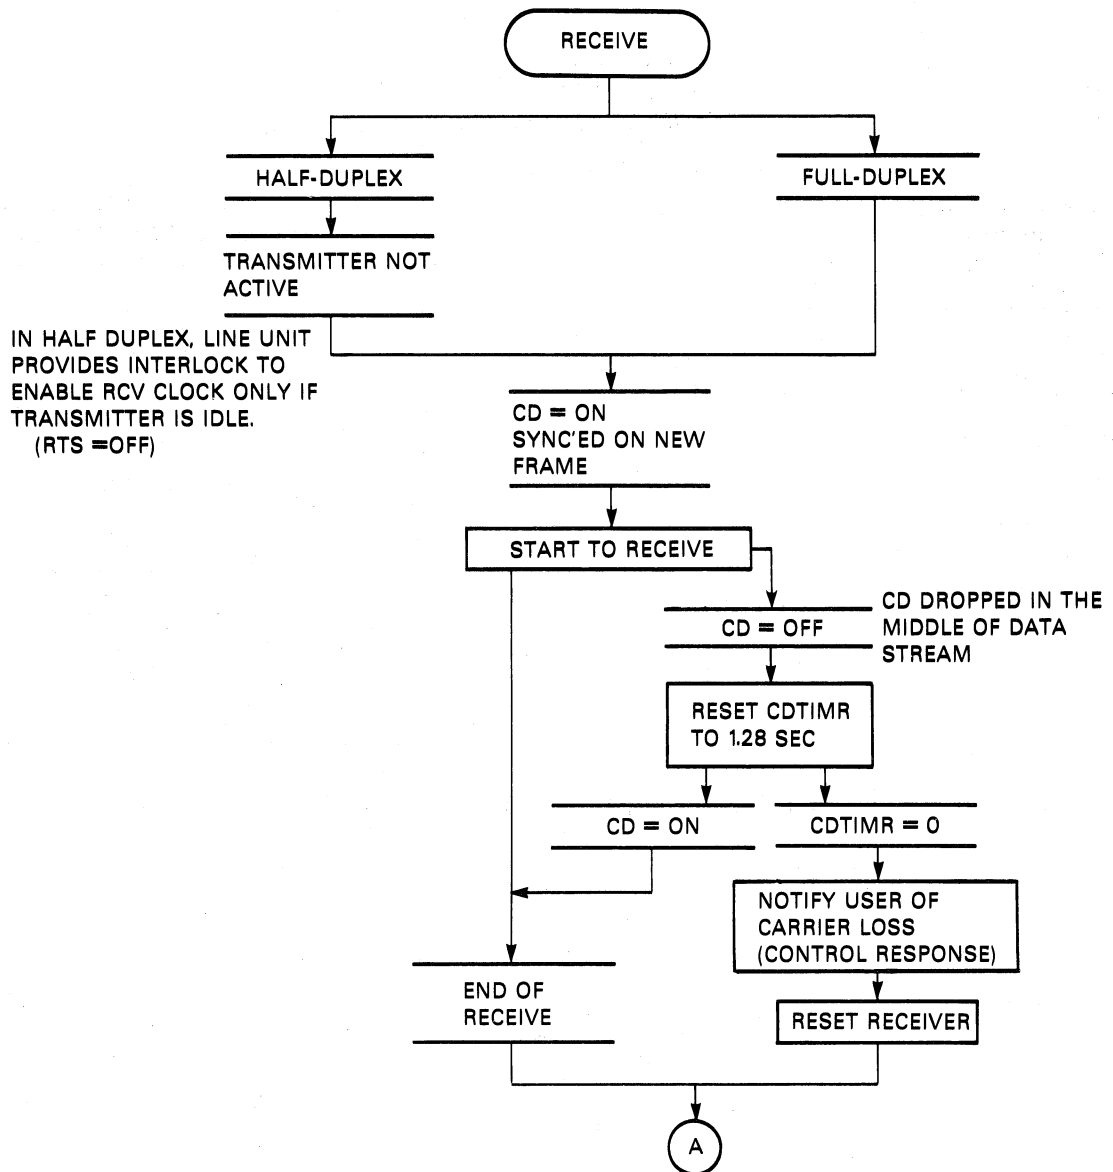 RECEIVE
HALF-DUPLEX
FULL-DUPLEX
TRANSMITTER NOT
ACTIVE
IN HALF DUPLEX, LINE UNIT
PROVIDES INTERLOCK TO
ENABLE RCV CLOCK ONLY IF
TRANSMITTER IS IDLE.
(RTS =OFF)
CD = ON
SYNC'ED ON NEW
FRAME
START TO RECEIVE
CD = OFF
CD DROPPED IN THE
MIDDLE OF DATA
STREAM
RESET CDTIMR
TO 1.28 SEC
CD = ON
CDTIMR = 0
NOTIFY USER OF
CARRIER LOSS
(CONTROL RESPONSE)
END OF
RECEIVE
RESET RECEIVER
A